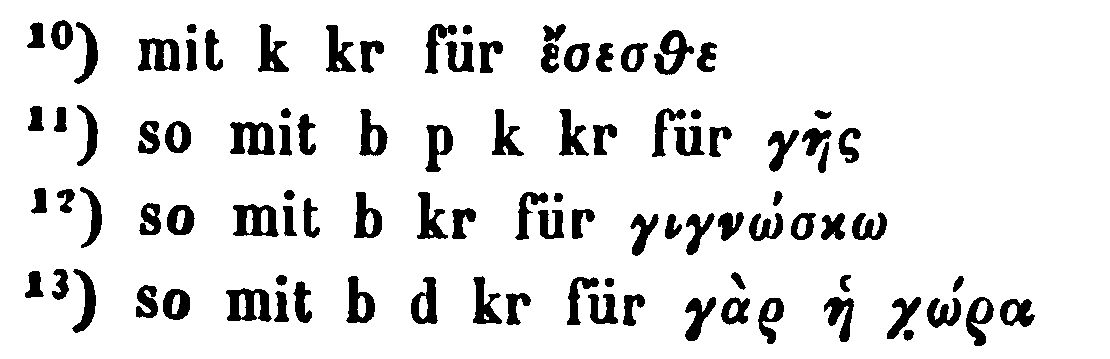 ¹⁰) mit k kr für ἔσεσθε
¹¹) so mit b p k kr für γῆς
¹²) so mit b kr für γιγνώσκω
¹³) so mit b d kr für γὰρ ἡ χώρα